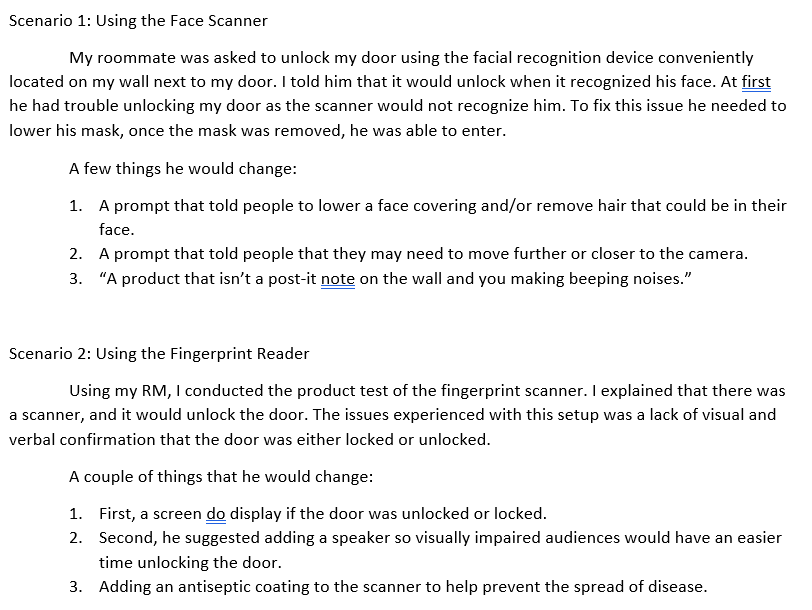 Scenario 1: Using the Face Scanner
My roommate was asked to unlock my door using the facial recognition device conveniently
located on my wall next to my door. I told him that it would unlock when it recognized his face. At first
he had trouble unlocking my door as the scanner would not recognize him. To fix this issue he needed to
lower his mask, once the mask was removed, he was able to enter.
A few things he would change:
1. A prompt that told people to lower a face covering and/or remove hair that could be in their
face.
2. A prompt that told people that they may need to move further or closer to the camera.
3. “A product that isn’t a post-it note on the wall and you making beeping noises.”
Scenario 2: Using the Fingerprint Reader
Using my RM, I conducted the product test of the fingerprint scanner. I explained that there was
a scanner, and it would unlock the door. The issues experienced with this setup was a lack of visual and
verbal confirmation that the door was either locked or unlocked.
A couple of things that he would change:
1. First, a screen do display if the door was unlocked or locked.
2. Second, he suggested adding a speaker so visually impaired audiences would have an easier
time unlocking the door.
3. Adding an antiseptic coating to the scanner to help prevent the spread of disease.